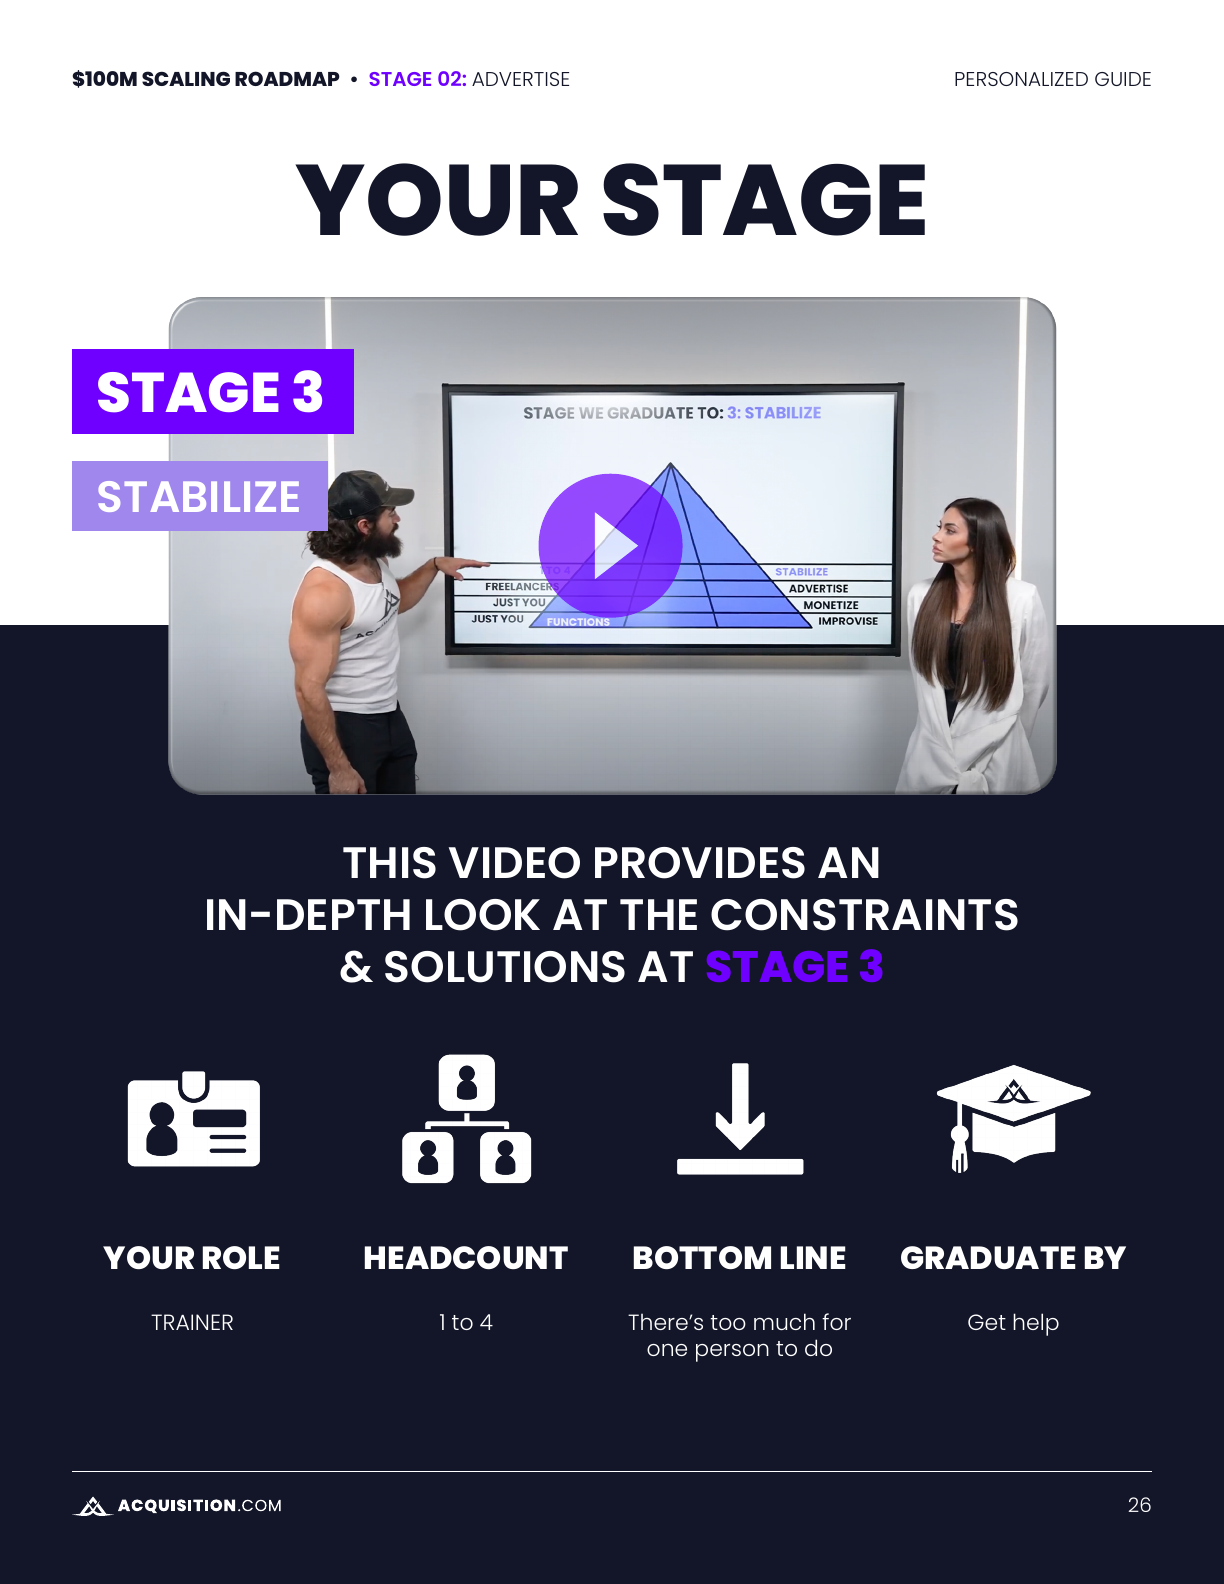 $100M SCALING ROADMAP • STAGE 02: ADVERTISE
PERSONALIZED GUIDE
YOUR STAGE
STAGE 3
STABILIZE
STAGE WE GRADUATE TO: 3: STABILIZE
1 TO 4
STABILIZE
FREELANCERS
ADVERTISE
JUST YOU
MONETIZE
JUST YOU
FUNCTIONS
IMPROVISE
THIS VIDEO PROVIDES AN
IN-DEPTH LOOK AT THE CONSTRAINTS
& SOLUTIONS AT STAGE 3
YOUR ROLE
TRAINER
HEADCOUNT
1 to 4
BOTTOM LINE
There's too much for
one person to do
GRADUATE BY
Get help
ACQUISITION.COM
26